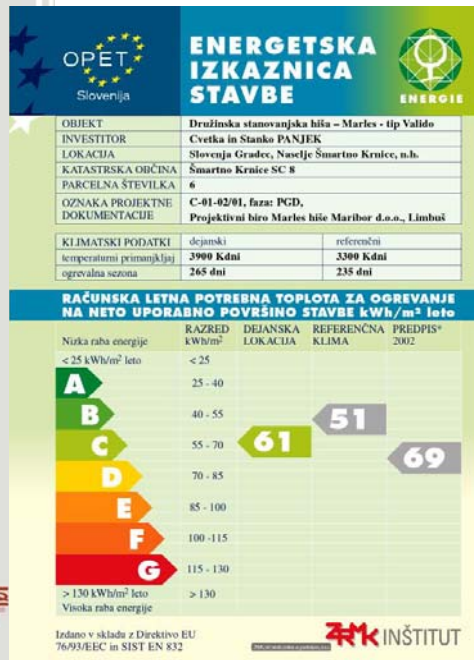 OPET
Slovenija
ENERGETSKA
IZKAZNICA
STAVBE
ENERGIE
OBJEKT Družinska stanovanjska hiša – Marles - tip Valido
INVESTITOR Cvetka in Stanko PANJEK
LOKACIJA Slovenja Gradec, Naselje Šmartno Krnice, n.h.
KATASTRSKA OBČINA Šmartno Krnice SC 8
PARCELNA ŠTEVILKA 6
OZNAKA PROJEKTNE DOKUMENTACIJE C-01-02/01, faza: PGD,
Projektivni biro Marles hiše Maribor d.o.o., Limbuš
KLIMATSKI PODATKI dejanski referenčni
temperaturni primanjkljaj 3900 Kdni 3300 Kdni
ogrevalna sezona 265 dni 235 dni
RAČUNSKA LETNA POTREBNA TOPLOTA ZA OGREVANJE
NA NETO UPORABNO POVRŠINO STAVBE kWh/m² leto
Nizka raba energije RAZRED kWh/m² DEJANSKA LOKACIJA REFERENČNA KLIMA PREDPIS* 2002
< 25 kWh/m² leto < 25
A 25 - 40
B 40 - 55 51
C 55 - 70 61 69
D 70 - 85
E 85 - 100
F 100 -115
G 115 - 130
> 130 kWh/m² leto > 130
Visoka raba energije
Izdano v skladu z Direktivo EU
76/93/EEC in SIST EN 832
ZRMK INŠTITUT